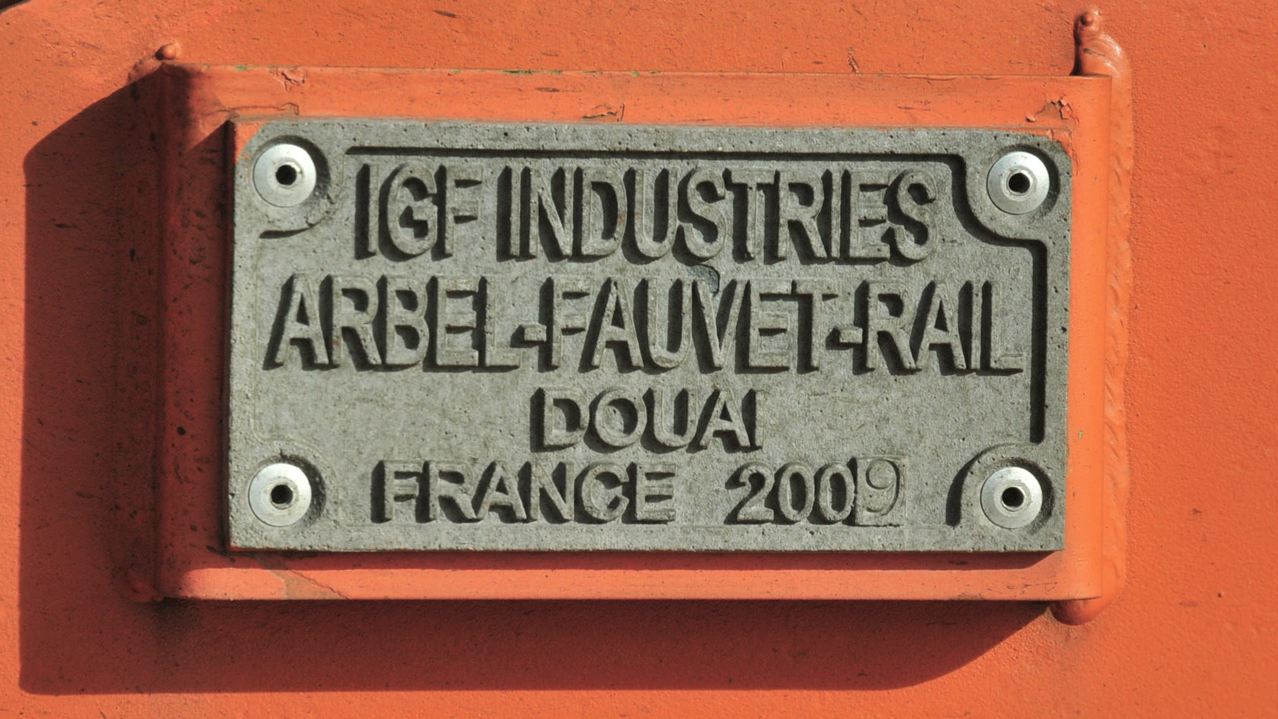 IGF INDUSTRIES
ARBEL-FAUVET-RAIL
DOUAI
FRANCE 2009